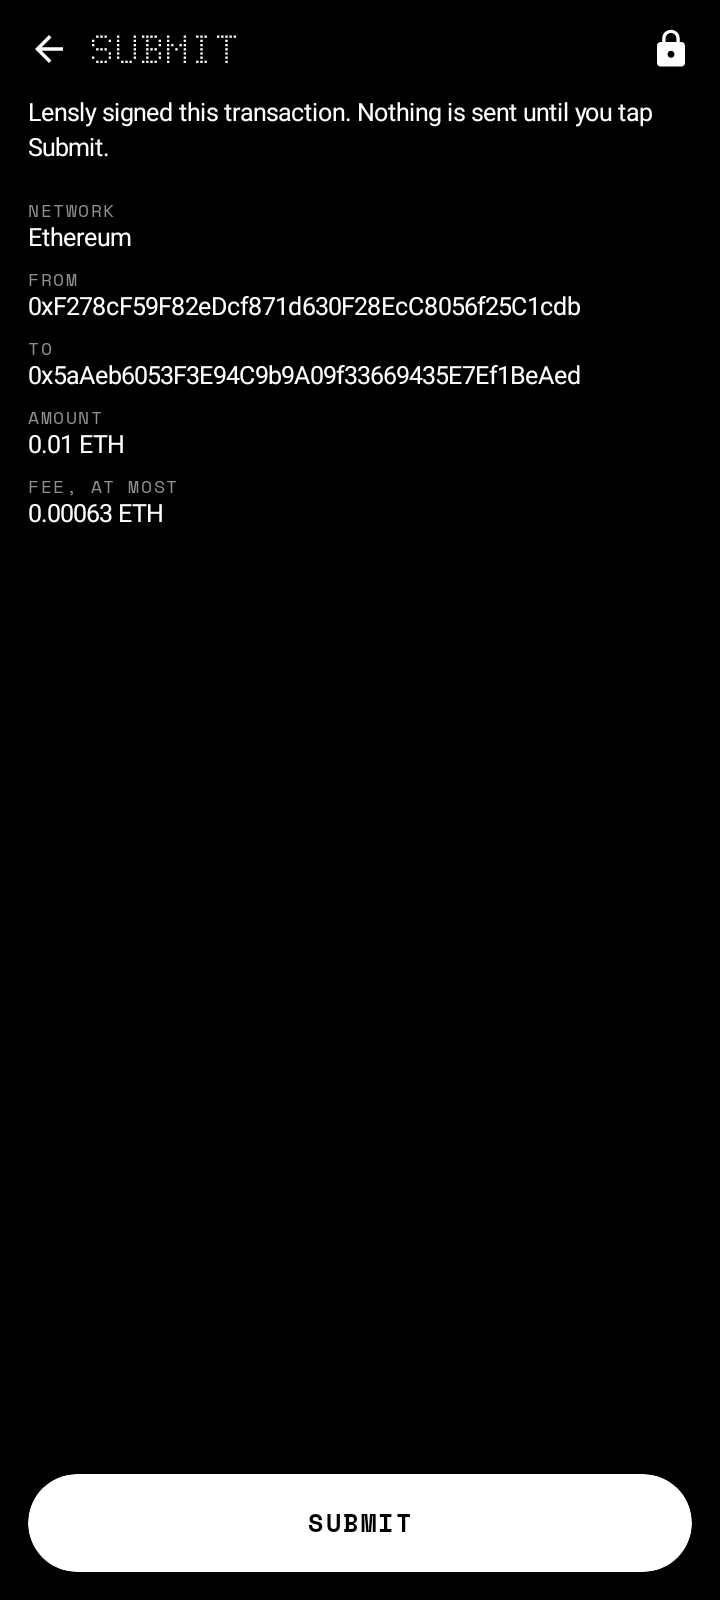 SUBMIT
Lensly signed this transaction. Nothing is sent until you tap
Submit.
NETWORK
Ethereum
FROM
0xF278cF59F82eDcf871d630F28EcC8056f25C1cdb
TO
0x5aAeb6053F3E94C9b9A09f33669435E7Ef1BeAed
AMOUNT
0.01 ETH
FEE, AT MOST
0.00063 ETH
SUBMIT